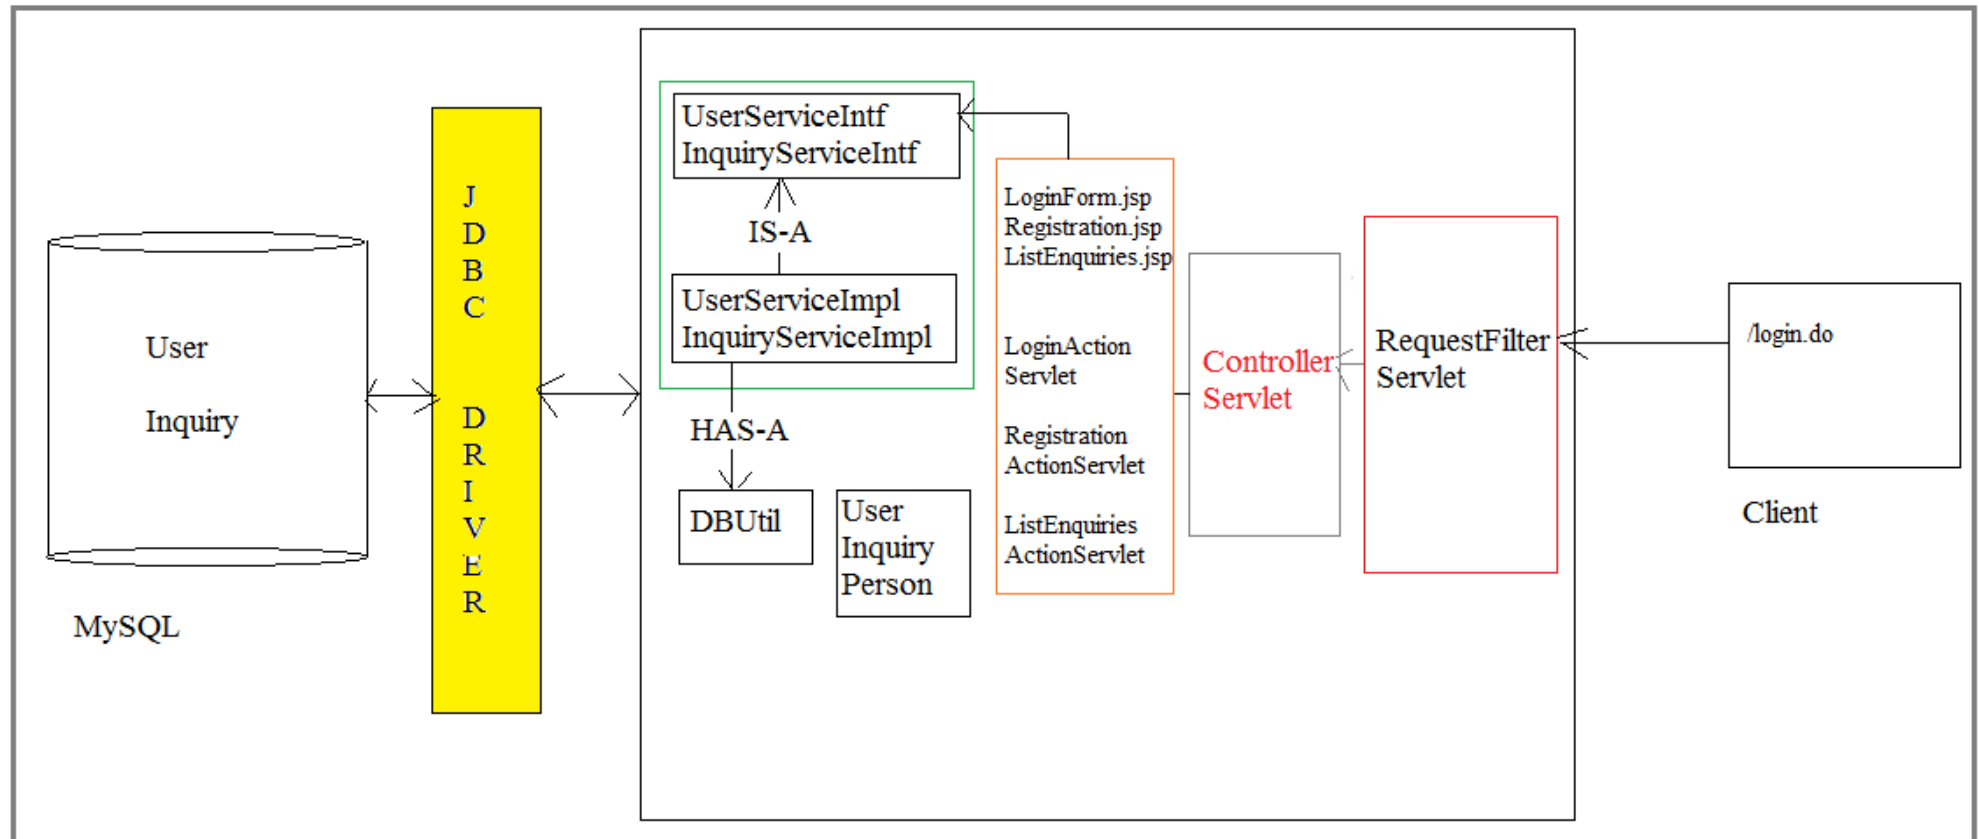 User
Inquiry
MySQL
J
D
B
C
D
R
I
V
E
R
UserServiceIntf
InquiryServiceIntf
IS-A
UserServiceImpl
InquiryServiceImpl
HAS-A
DBUtil
User
Inquiry
Person
LoginForm.jsp
Registration.jsp
ListEnquiries.jsp
LoginAction
Servlet
Registration
ActionServlet
ListEnquiries
ActionServlet
Controller
Servlet
RequestFilter
Servlet
/login.do
Client